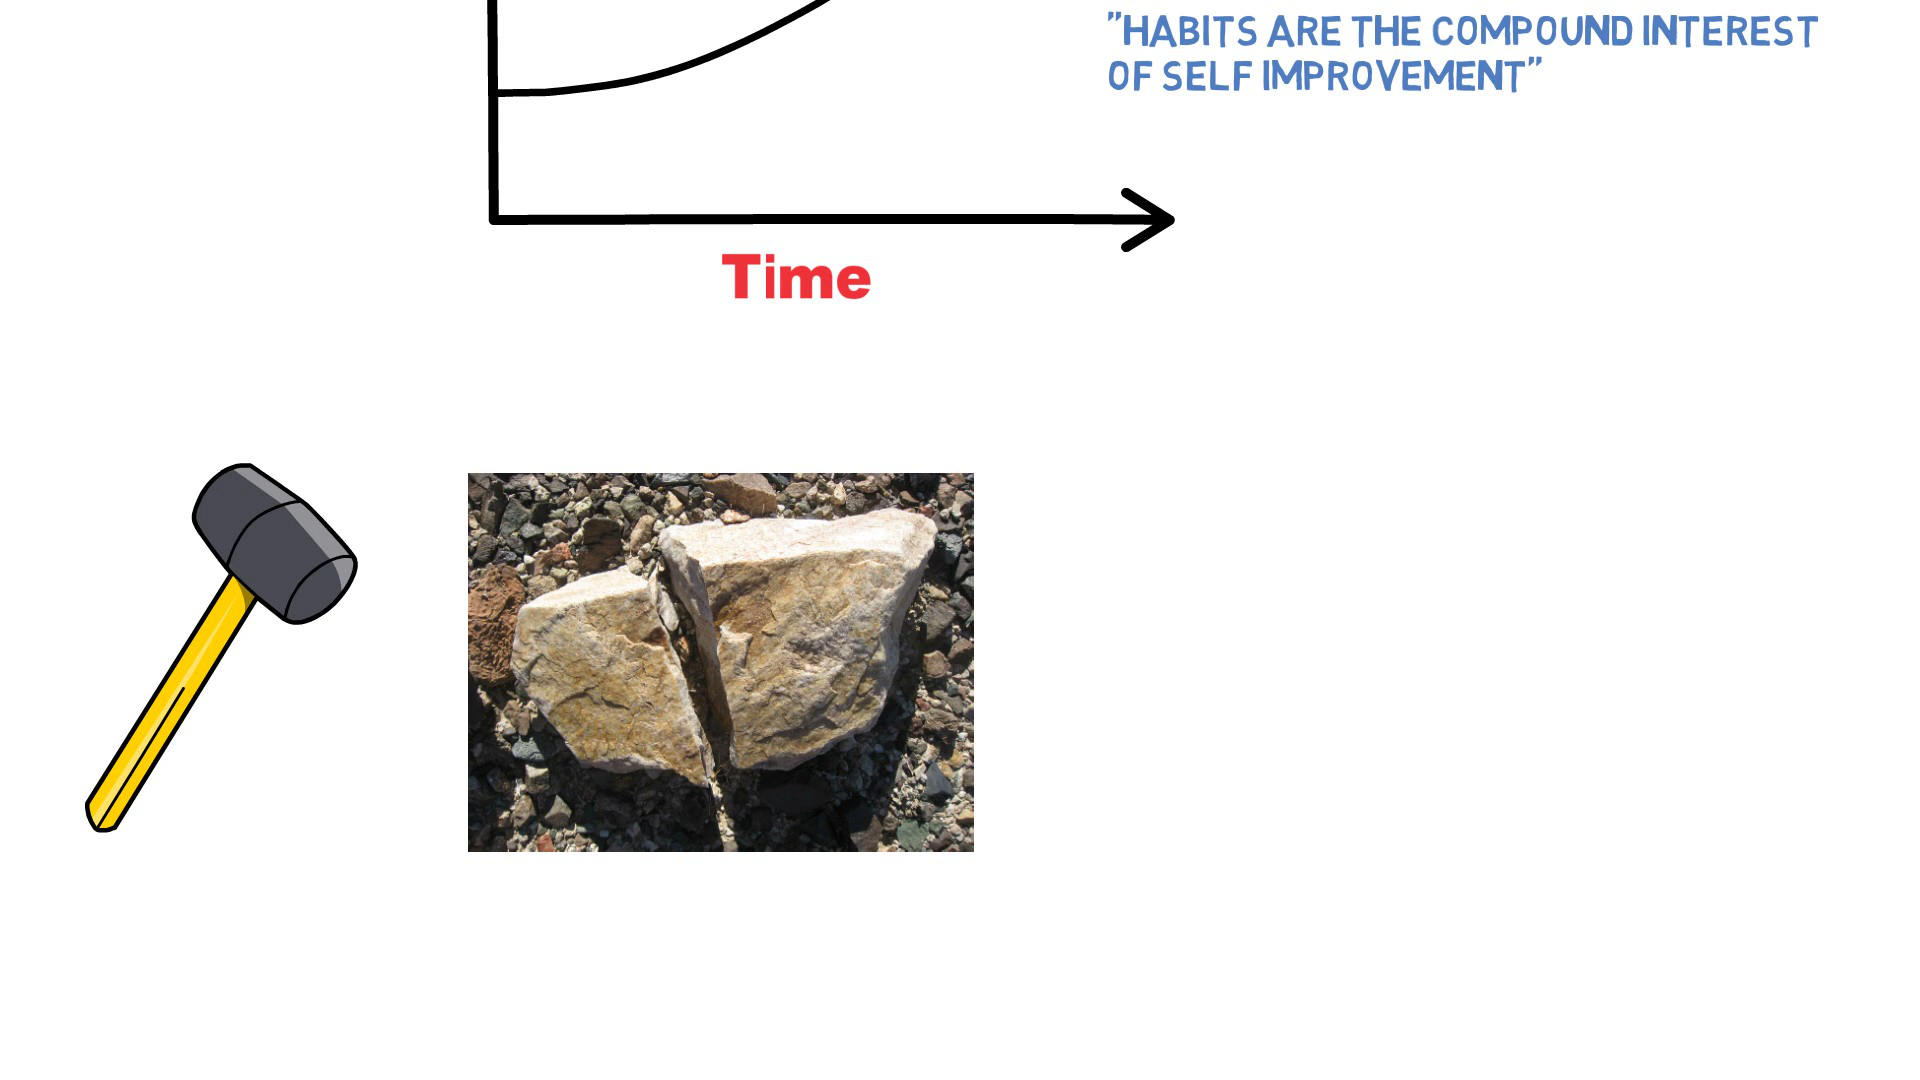 "HABITS ARE THE COMPOUND INTEREST
OF SELF IMPROVEMENT"
Time